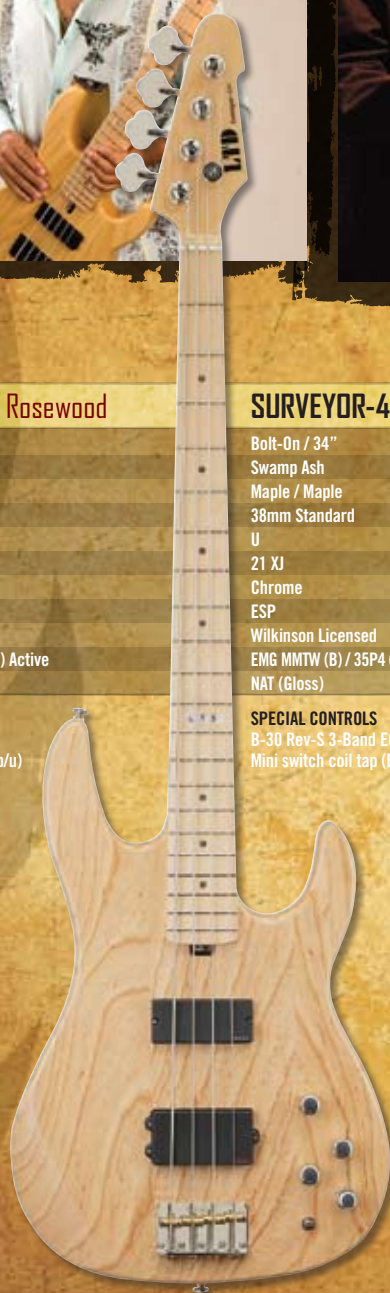 LTD
Rosewood
) Active
p/u)
LTD
SURVEYOR-4
Bolt-On / 34”
Swamp Ash
Maple / Maple
38mm Standard
U
21 XJ
Chrome
ESP
Wilkinson Licensed
EMG MMTW (B) / 35P4
NAT (Gloss)
SPECIAL CONTROLS
B-30 Rev-S 3-Band
Mini switch coil tap